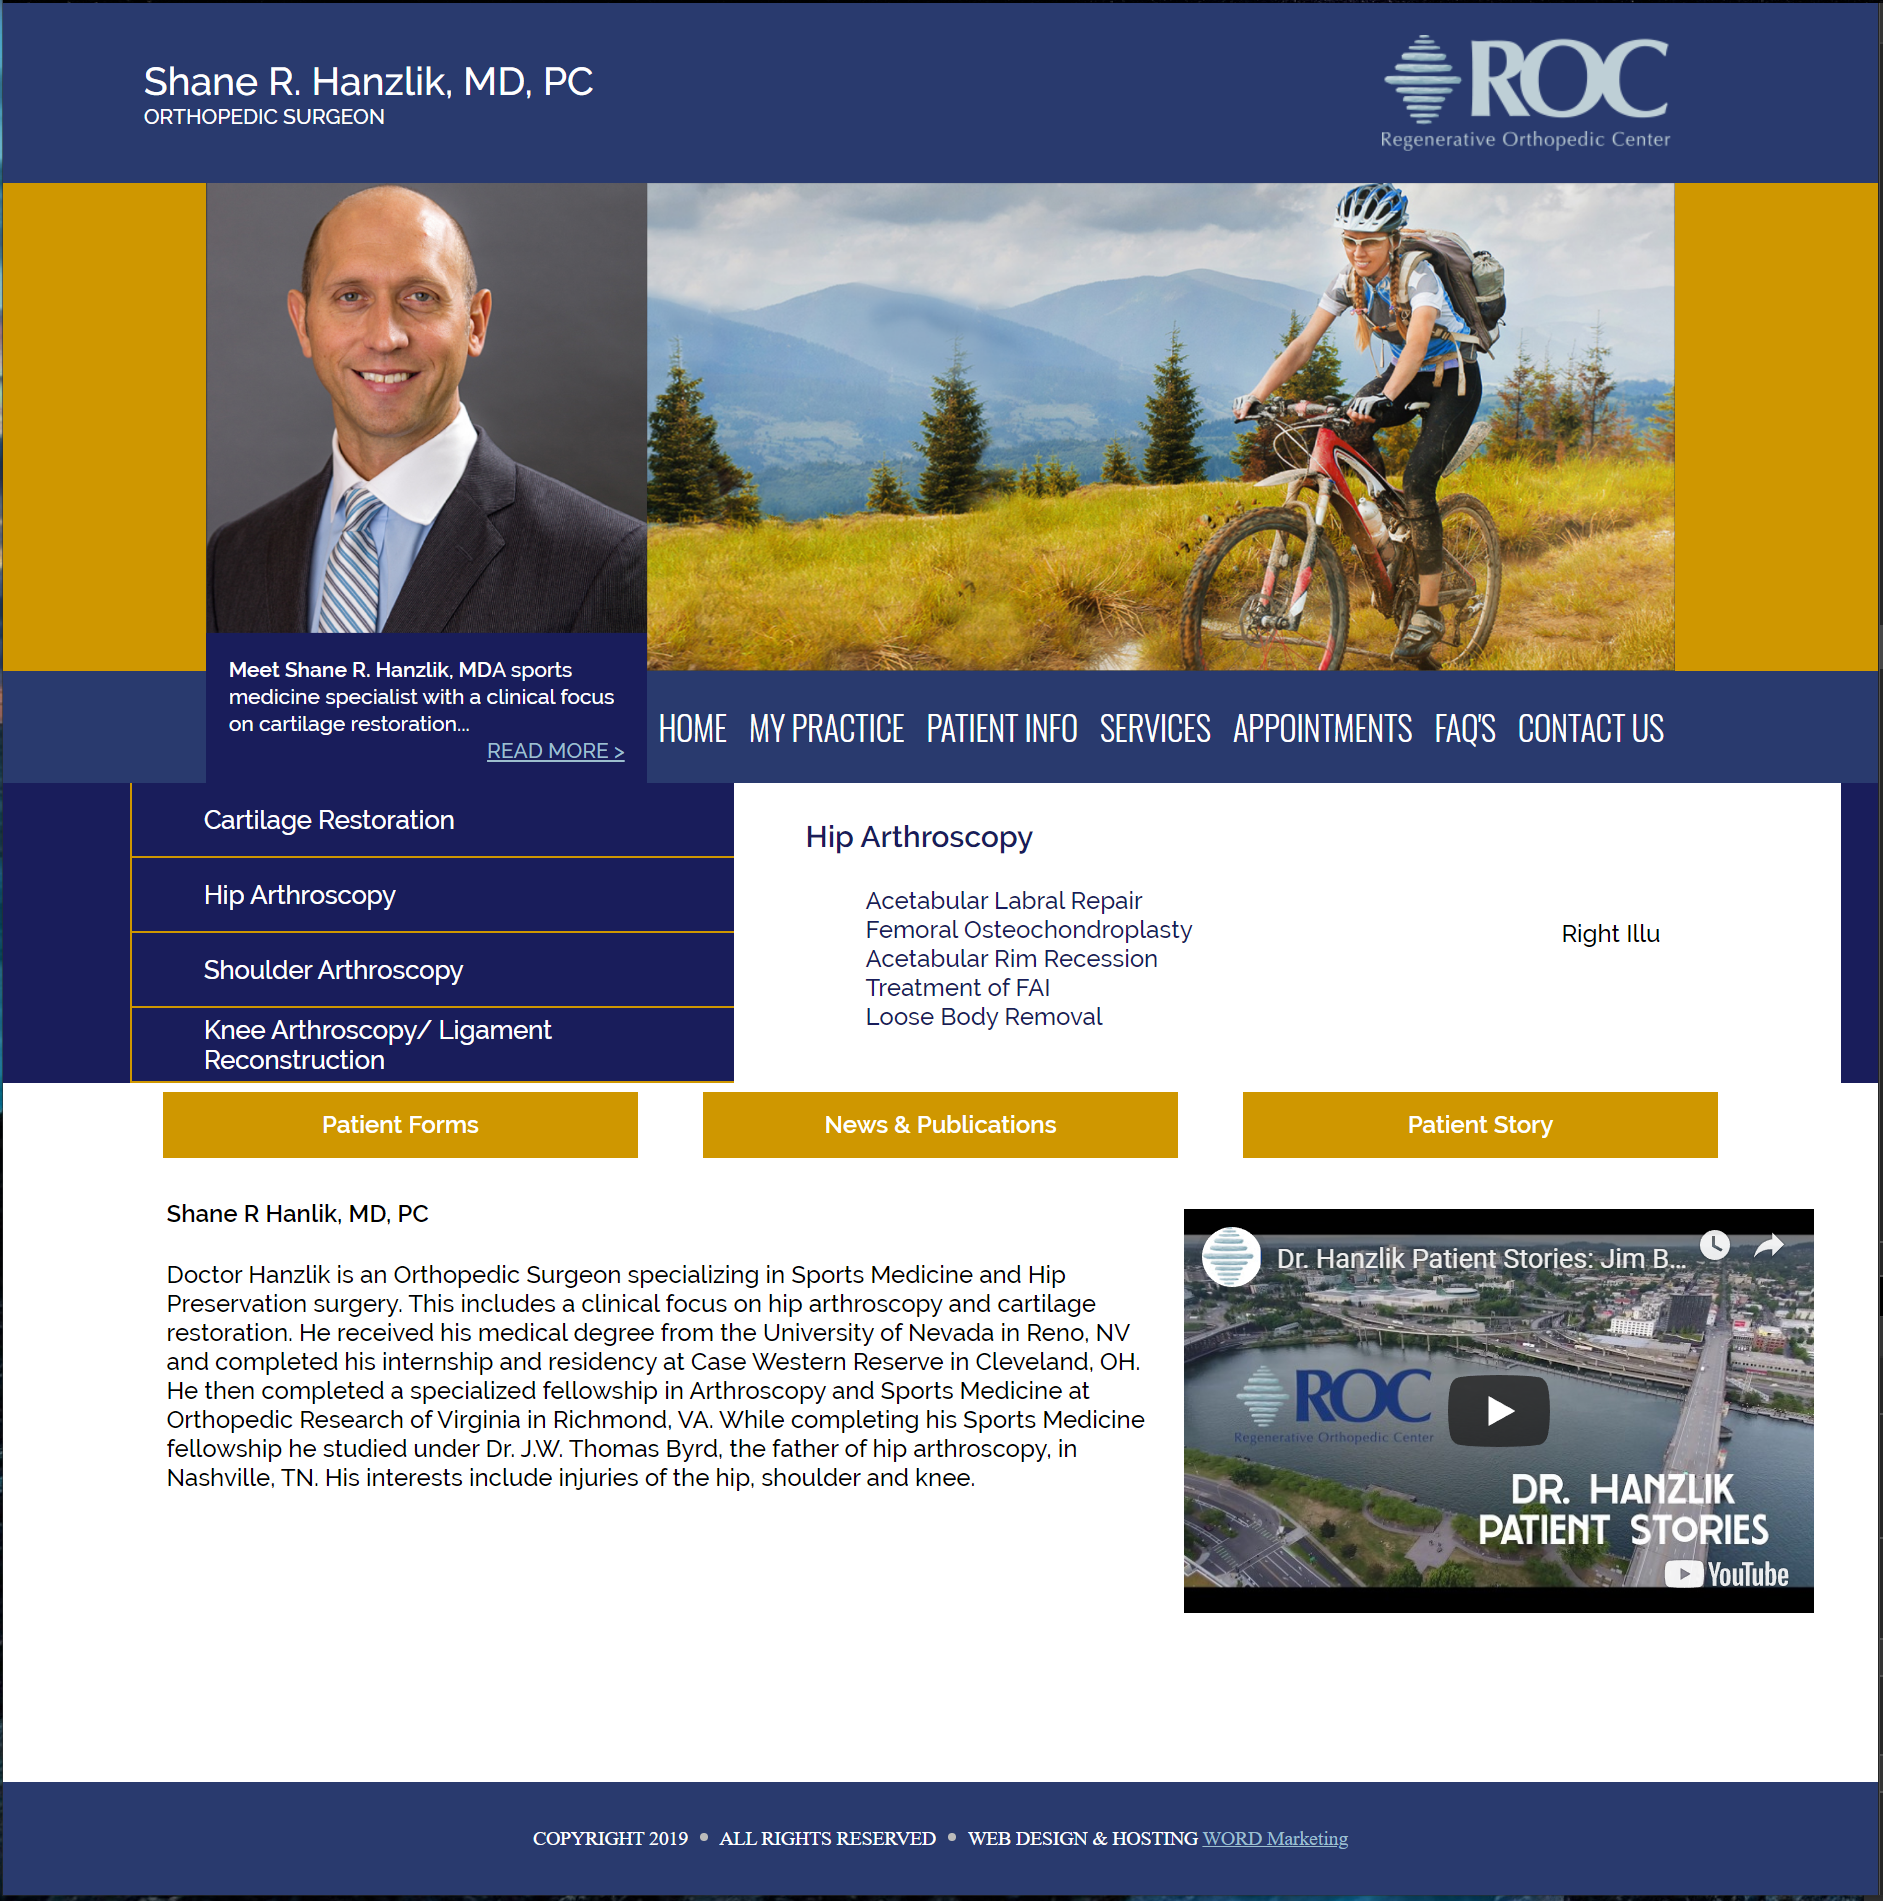 Shane R. Hanzlik, MD, PC
ORTHOPEDIC SURGEON
ROC
Regenerative Orthopedic Center
Meet Shane R. Hanzlik, MDA sports
medicine specialist with a clinical focus
on cartilage restoration...
READ MORE >
HOME MY PRACTICE PATIENT INFO SERVICES APPOINTMENTS FAQ'S CONTACT US
Cartilage Restoration
Hip Arthroscopy
Shoulder Arthroscopy
Knee Arthroscopy/ Ligament
Reconstruction
Hip Arthroscopy
Acetabular Labral Repair
Femoral Osteochondroplasty
Acetabular Rim Recession
Treatment of FAI
Loose Body Removal
Right Illu
Patient Forms
News & Publications
Patient Story
Shane R Hanlik, MD, PC
Doctor Hanzlik is an Orthopedic Surgeon specializing in Sports Medicine and Hip
Preservation surgery. This includes a clinical focus on hip arthroscopy and cartilage
restoration. He received his medical degree from the University of Nevada in Reno, NV
and completed his internship and residency at Case Western Reserve in Cleveland, OH.
He then completed a specialized fellowship in Arthroscopy and Sports Medicine at
Orthopedic Research of Virginia in Richmond, VA. While completing his Sports Medicine
fellowship he studied under Dr. J.W. Thomas Byrd, the father of hip arthroscopy, in
Nashville, TN. His interests include injuries of the hip, shoulder and knee.
Dr. Hanzlik Patient Stories: Jim B...
ROC
Regenerative Orthopedic Center
DR. HANZLIK
PATIENT STORIES
YouTube
COPYRIGHT 2019 • ALL RIGHTS RESERVED • WEB DESIGN & HOSTING WORD Marketing